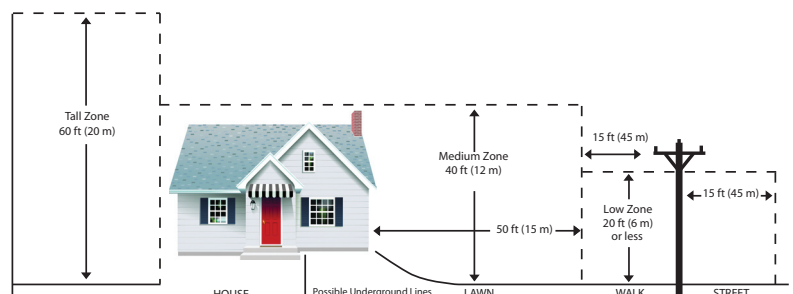 Tall Zone
60 ft (20 m)
Medium Zone
40 ft (12 m)
15 ft (45 m)
50 ft (15 m)
Low Zone
20 ft (6 m)
or less
15 ft (45 m)
HOUSE
Possible Underground Lines
LAWN
WALK
STREET